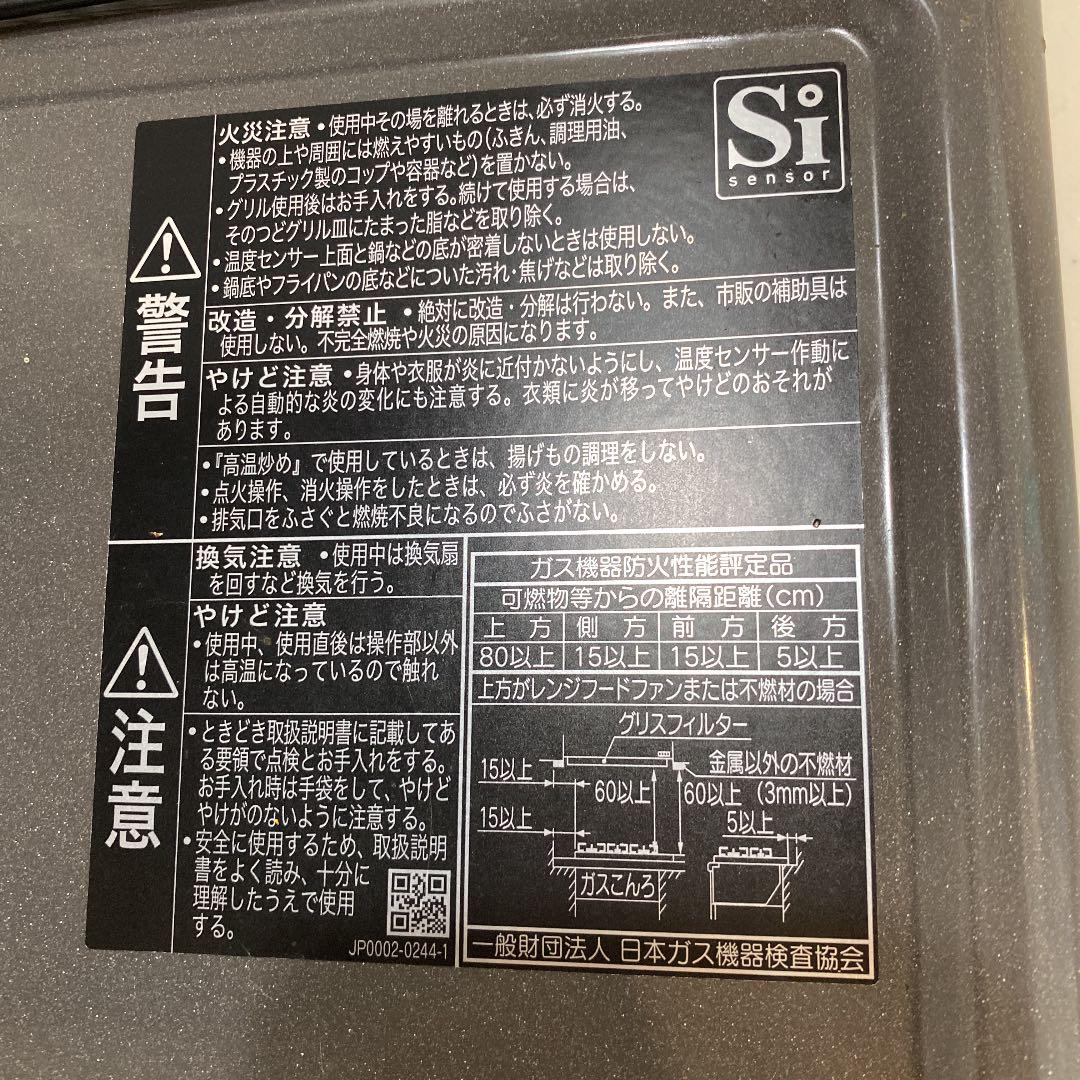 Si
sensor
警告
火災注意 ・使用中その場を離れるときは、必ず消火する。
・機器の上や周囲には燃えやすいもの(ふきん、調理用油、
プラスチック製のコップや容器など)を置かない。
・グリル使用後はお手入れをする。続けて使用する場合は、
そのつどグリル皿にたまった脂などを取り除く。
・温度センサー上面と鍋などの底が密着しないときは使用しない。
・鍋底やフライパンの底などについた汚れ・焦げなどは取り除く。
改造・分解禁止 ・絶対に改造・分解は行わない。また、市販の補助具は
使用しない。不完全燃焼や火災の原因になります。
やけど注意 ・身体や衣服が炎に近付かないようにし、温度センサー作動に
よる自動的な炎の変化にも注意する。衣類に炎が移ってやけどのおそれが
あります。
・『高温炒め』で使用しているときは、揚げもの調理をしない。
・点火操作、消火操作をしたときは、必ず炎を確かめる。
・排気口をふさぐと燃焼不良になるのでふさがない。
注意
換気注意 ・使用中は換気扇
を回すなど換気を行う。
やけど注意
・使用中、使用直後は操作部以外
は高温になっているので触れ
ない。
・ときどき取扱説明書に記載してあ
る要領で点検とお手入れをする。
お手入れ時は手袋をして、やけど
やけがのないように注意する。
・安全に使用するため、取扱説明
書をよく読み、十分に
理解したうえで使用
する。
JP0002-0244-1
ガス機器防火性能評定品
可燃物等からの離隔距離(cm)
上方 側方 前方 後方
80以上 15以上 15以上 5以上
上方がレンジフードファンまたは不燃材の場合
グリスフィルター
15以上
60以上
金属以外の不燃材
60以上 (3mm以上)
15以上
5以上
ガスこんろ
一般財団法人 日本ガス機器検査協会